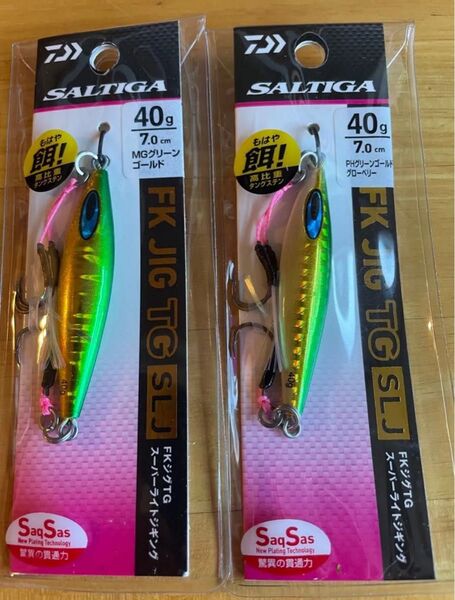 SALTIGA
40g
7.0cm
MGグリーン
ゴールド
もはや
餌!
高比重
タングステン
FK JIG TG SLJ
FKジグTG
スーパーライトジギング
40g
SaqSas
New Plating Technology
驚異の貫通力
SALTIGA
40g
7.0cm
PHグリーンゴールド
グローベリー
もはや
餌!
高比重
タングステン
FK JIG TG SLJ
FKジグTG
スーパーライトジギング
40g
SaqSas
New Plating Technology
驚異の貫通力